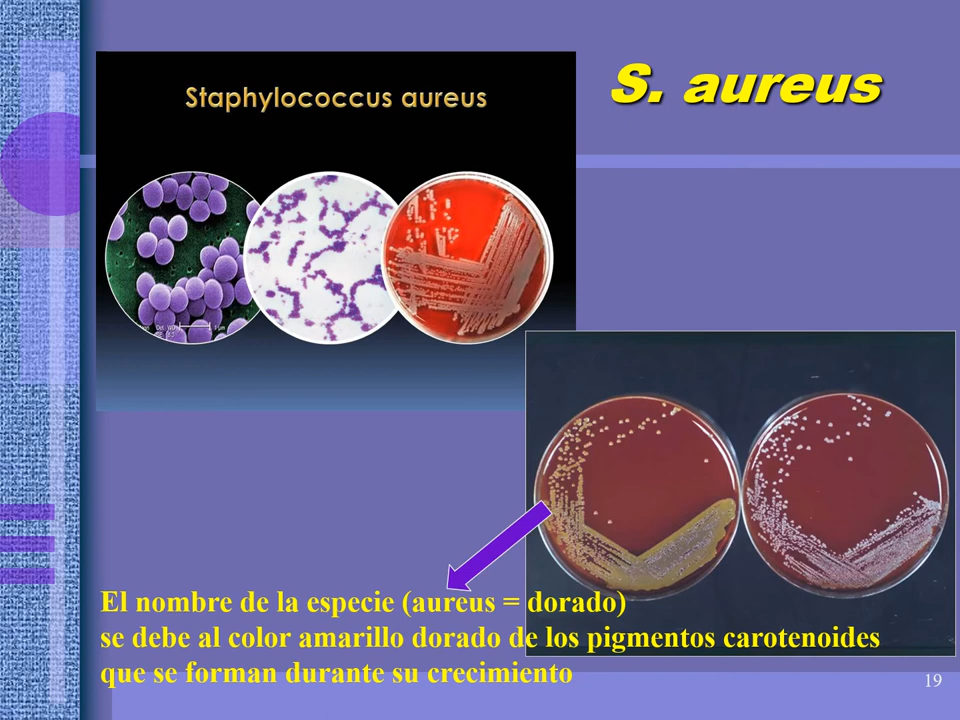 S. aureus
Staphylococcus aureus
El nombre de la especie (aureus = dorado)
se debe al color amarillo dorado de los pigmentos carotenoides
que se forman durante su crecimiento
19